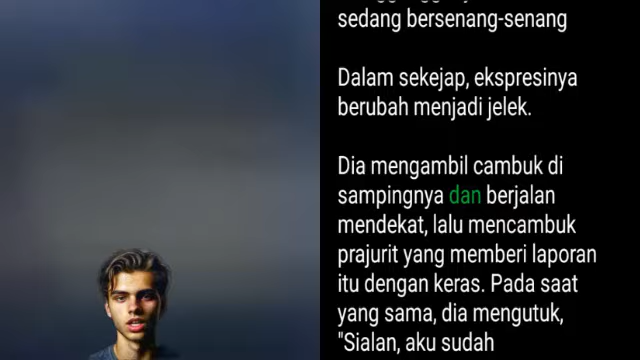 sedang bersenang-senang
Dalam sekejap, ekspresinya
berubah menjadi jelek.
Dia mengambil cambuk di
sampingnya dan berjalan
mendekat, lalu mencambuk
prajurit yang memberi laporan
itu dengan keras. Pada saat
yang sama, dia mengutuk,
"Sialan, aku sudah